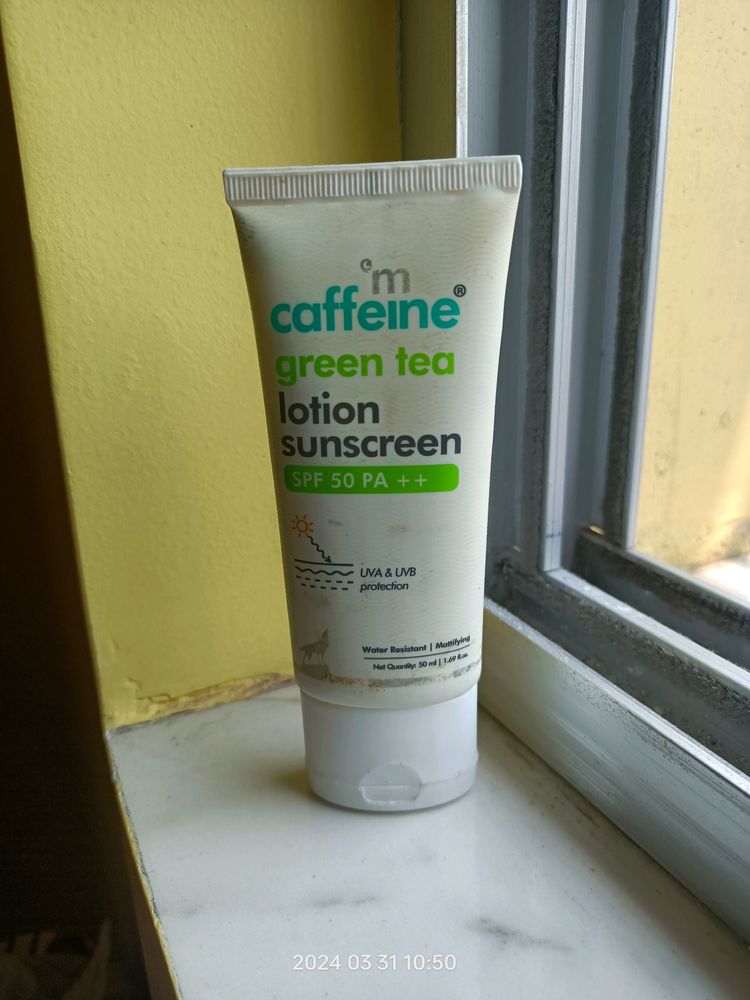 'm
caffeine®
green tea
lotion
sunscreen
SPF 50 PA ++
UVA & UVB
protection
Water Resistant | Mattifying
Net Quantity: 50 ml | 1.69 fl.oz.
2024 03 31 10:50